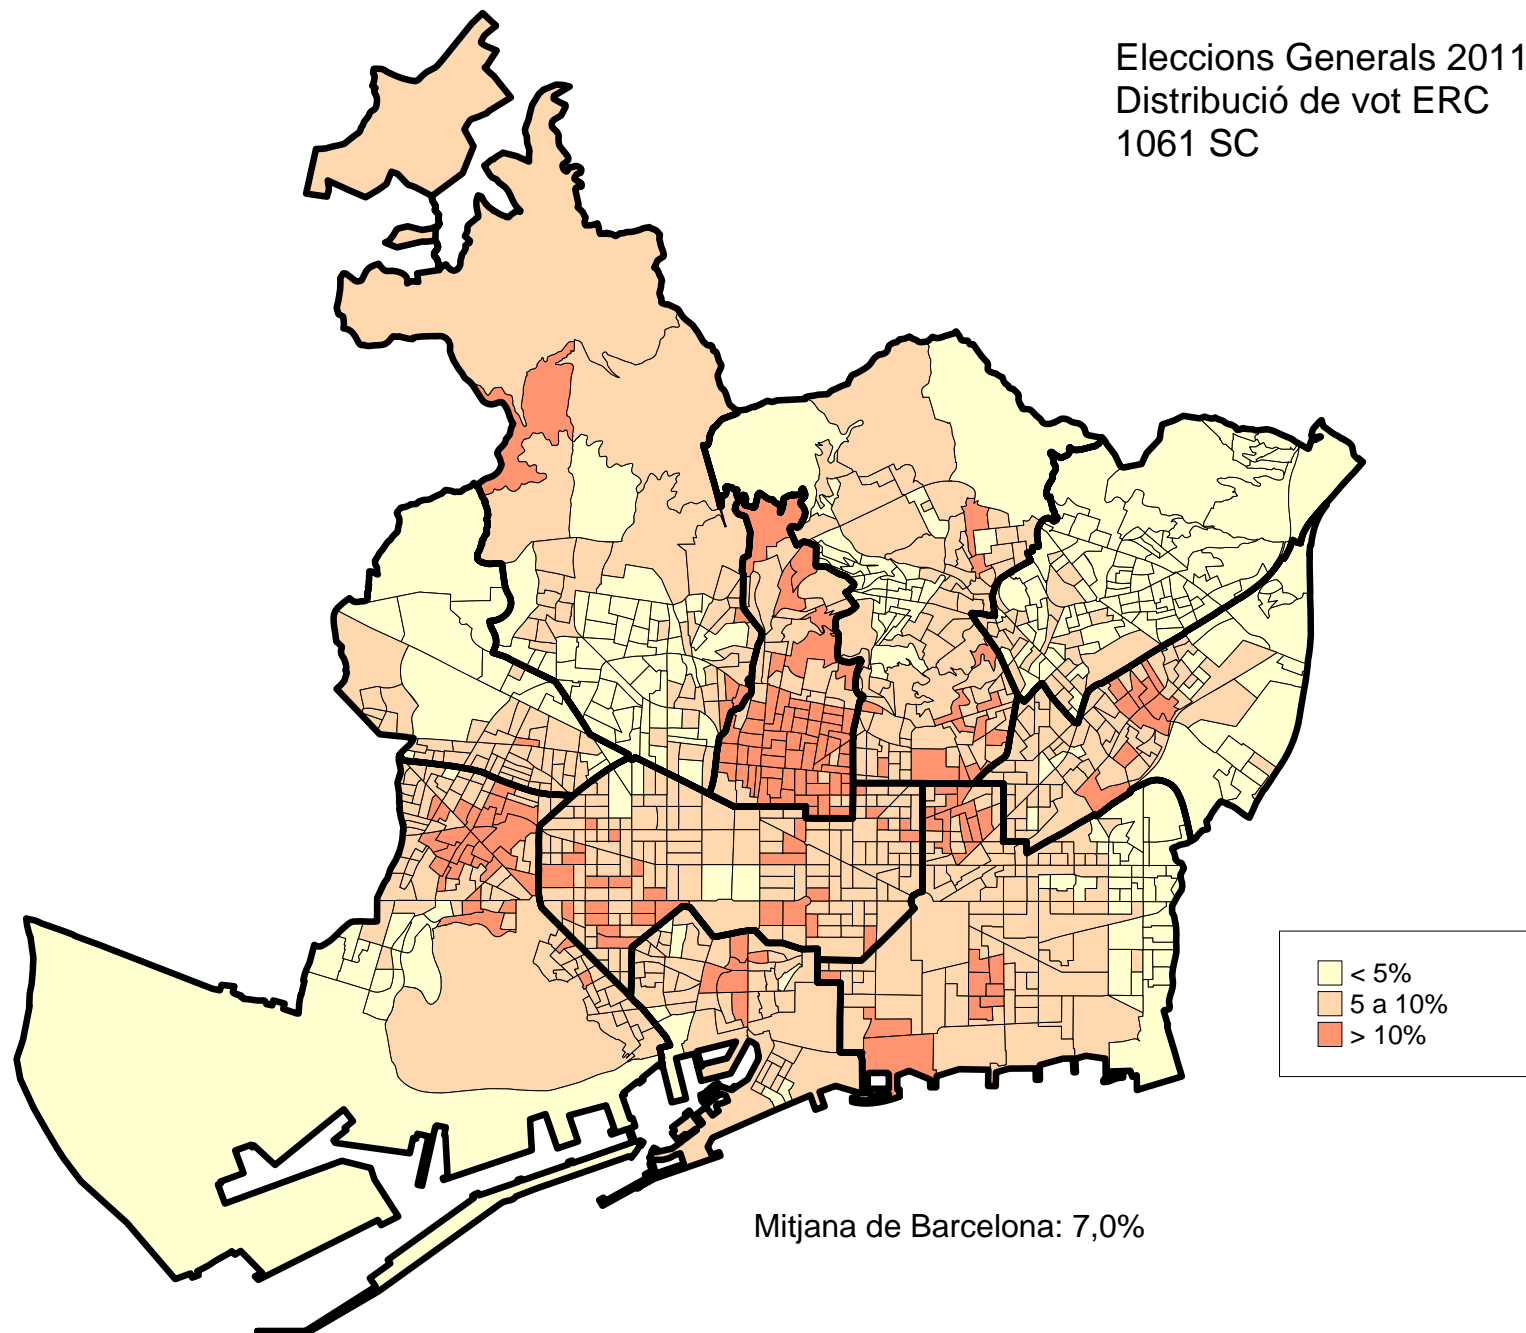 Eleccions Generals 2011
Distribució de vot ERC
1061 SC
< 5%
5 a 10%
> 10%
Mitjana de Barcelona: 7,0%